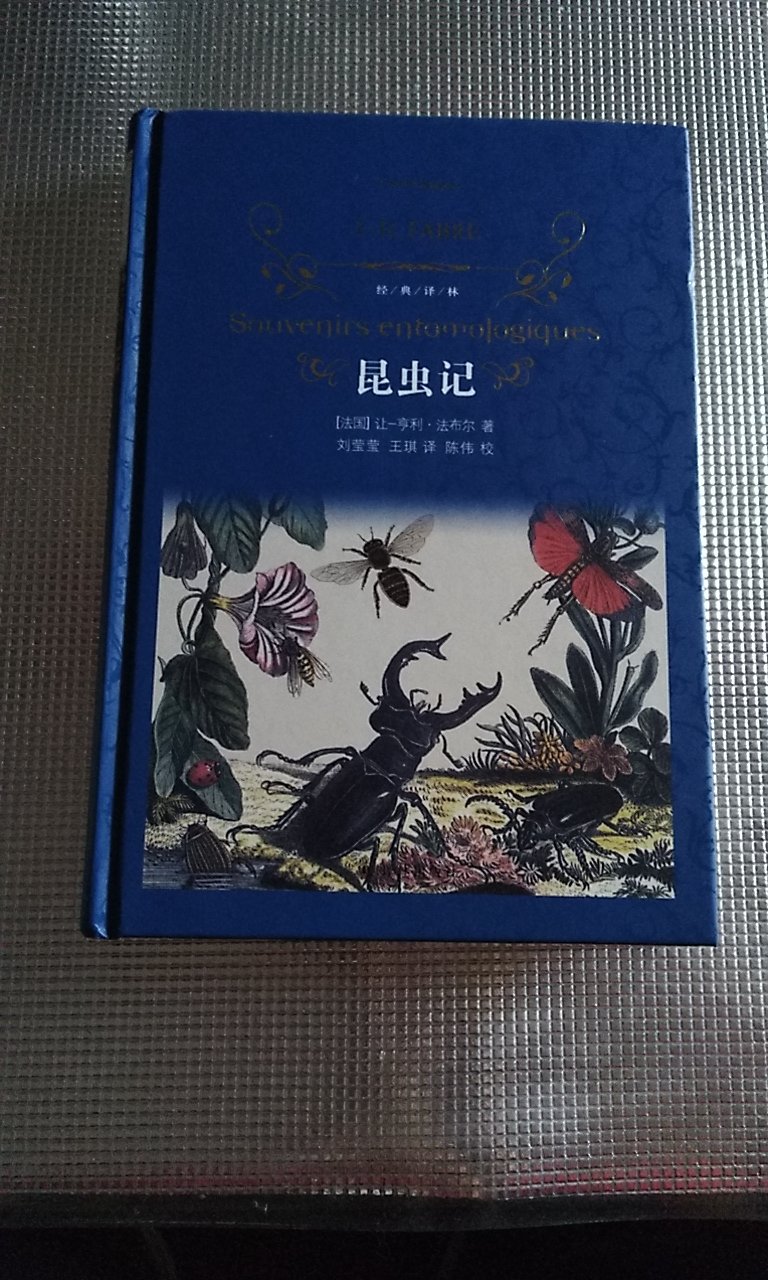 J. H. FABRE
经/典/译/林
Souvenirs entomologiques
昆虫记
[法国] 让-亨利·法布尔 著
刘莹莹 王琪 译 陈伟 校